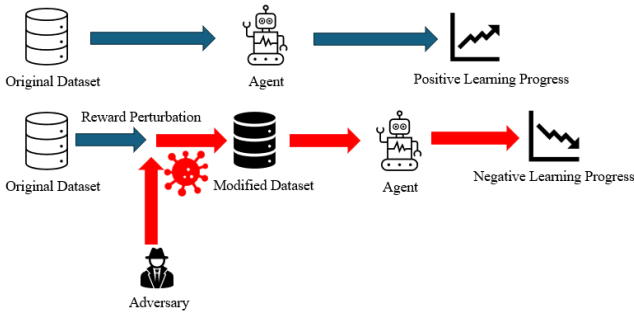 Original Dataset
Agent
Positive Learning Progress
Reward Perturbation
Original Dataset
Modified Dataset
Agent
Negative Learning Progress
Adversary